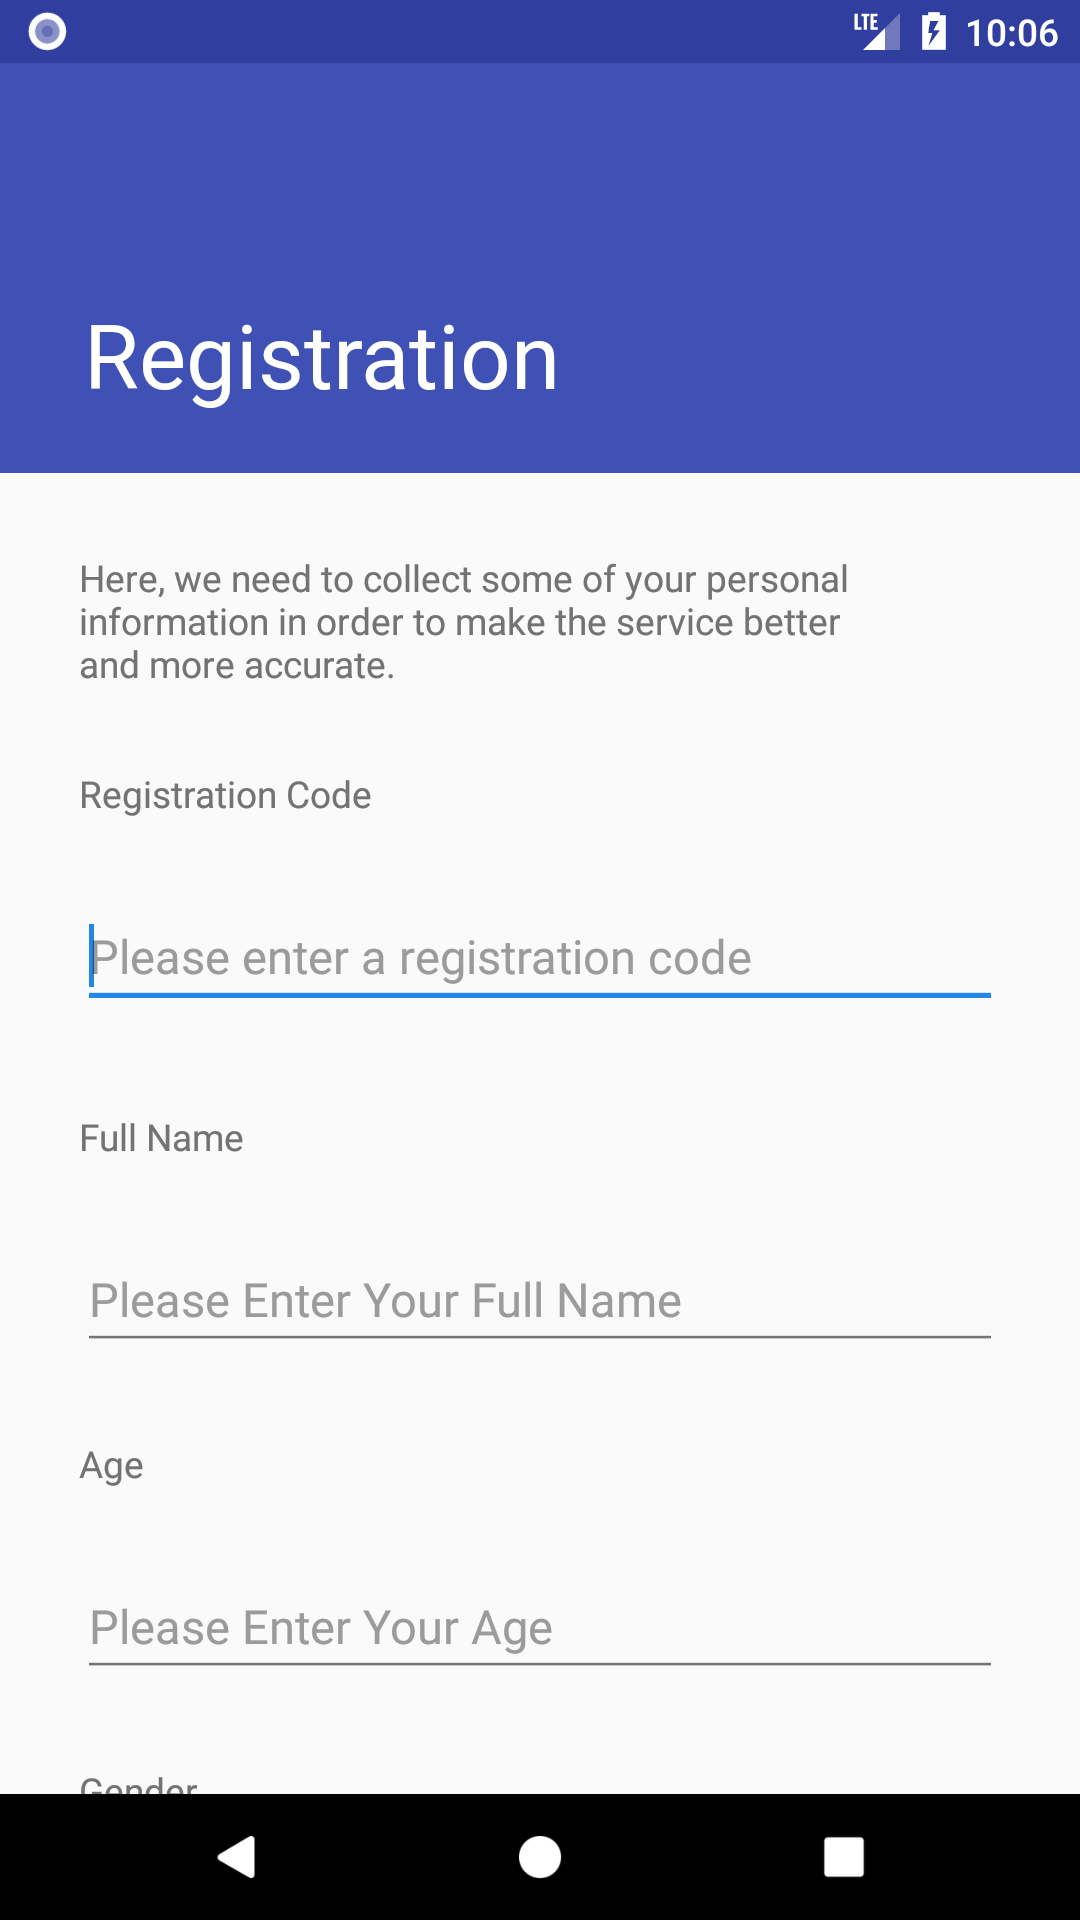 LTE 10:06
Registration
Here, we need to collect some of your personal
information in order to make the service better
and more accurate.
Registration Code
Please enter a registration code
Full Name
Please Enter Your Full Name
Age
Please Enter Your Age
Gender